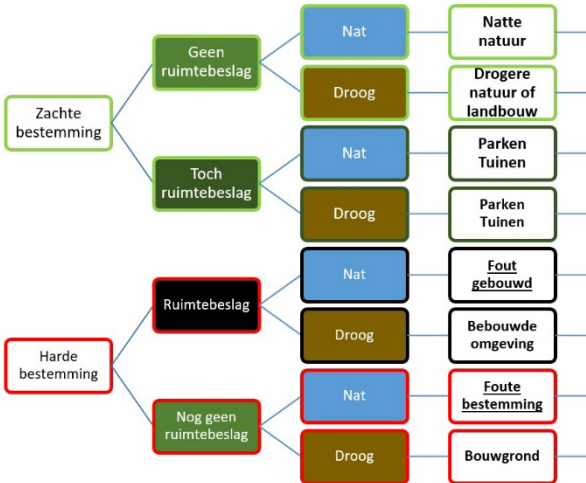 Zachte
bestemming
Geen
ruimtebeslag
Nat
Natte
natuur
Droog
Drogere
natuur of
landbouw
Toch
ruimtebeslag
Nat
Parken
Tuinen
Droog
Parken
Tuinen
Harde
bestemming
Ruimtebeslag
Nat
Fout
gebouwd
Droog
Bebouwde
omgeving
Nog geen
ruimtebeslag
Nat
Foute
bestemming
Droog
Bouwgrond